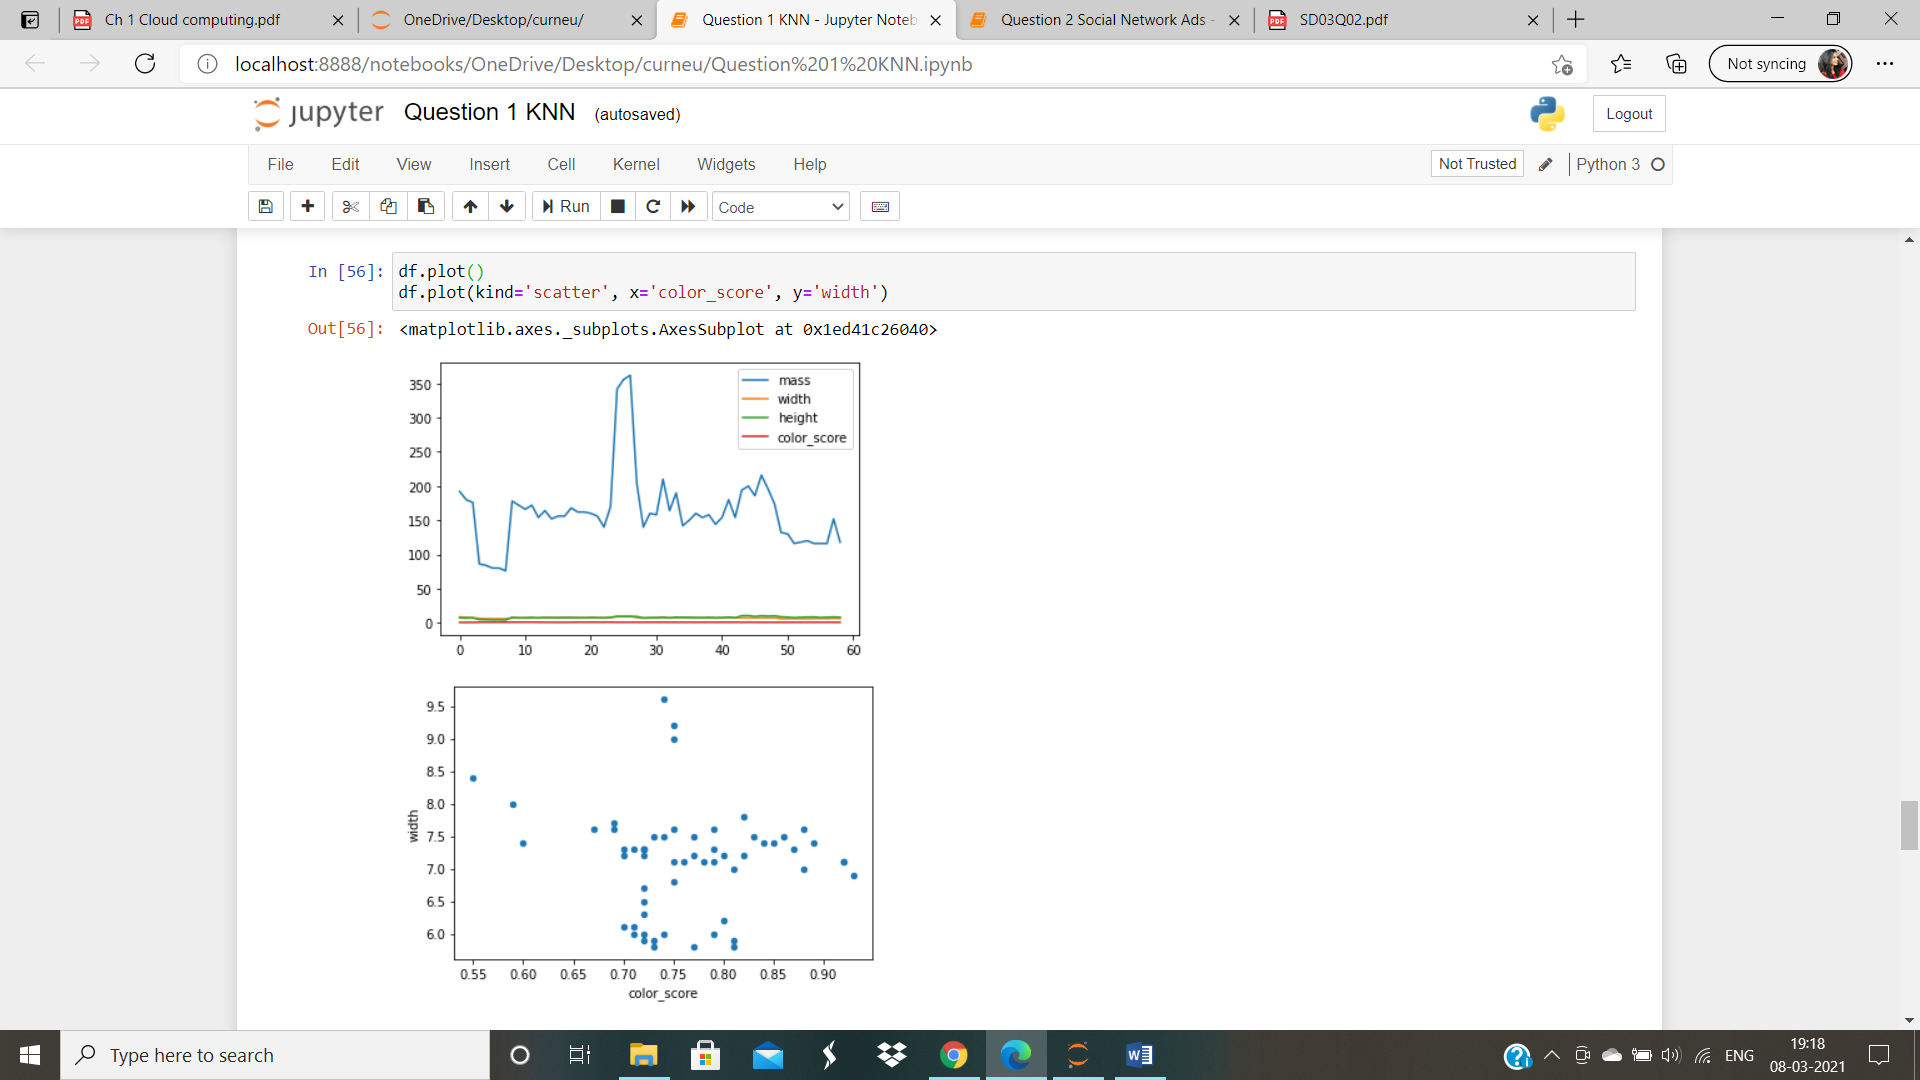 Ch 1 Cloud computing.pdf
OneDrive/Desktop/curneu/
Question 1 KNN - Jupyter Noteb
Question 2 Social Network Ads -
SD03Q02.pdf
localhost:8888/notebooks/OneDrive/Desktop/curneu/Question%201%20KNN.ipynb
Not syncing
jupyter Question 1 KNN (autosaved)
Logout
File Edit View Insert Cell Kernel Widgets Help
Not Trusted Python 3
Run Code
In [56]: df.plot()
df.plot(kind='scatter', x='color_score', y='width')
Out[56]: <matplotlib.axes._subplots.AxesSubplot at 0x1ed41c26040>
350
300
250
200
150
100
50
0
mass
width
height
color_score
0 10 20 30 40 50 60
9.5
9.0
8.5
8.0
7.5
7.0
6.5
6.0
width
0.55 0.60 0.65 0.70 0.75 0.80 0.85 0.90
color_score
Type here to search
ENG
19:18
08-03-2021